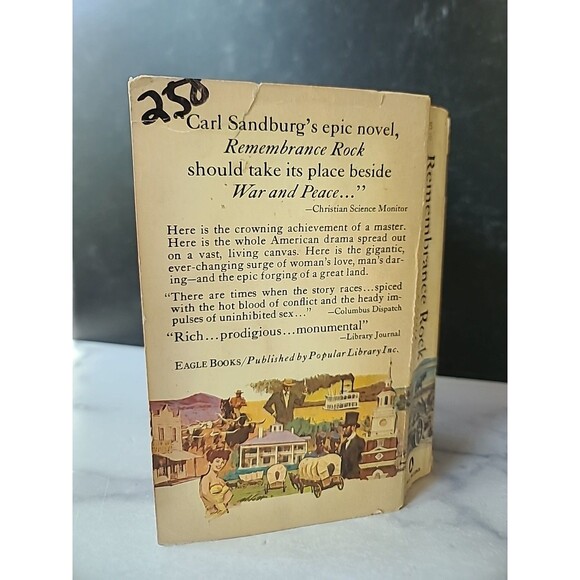 25⁰
"Carl Sandburg's epic novel,
Remembrance Rock
should take its place beside
War and Peace..."
—Christian Science Monitor
Here is the crowning achievement of a master.
Here is the whole American drama spread out
on a vast, living canvas. Here is the gigantic,
ever-changing surge of woman's love, man's dar-
ing—and the epic forging of a great land.
"There are times when the story races...spiced
with the hot blood of conflict and the heady im-
pulses of uninhibited sex..." —Columbus Dispatch
"Rich...prodigious...monumental"
—Library Journal
EAGLE BOOKS/Published by Popular Library Inc.
Remembrance Rock